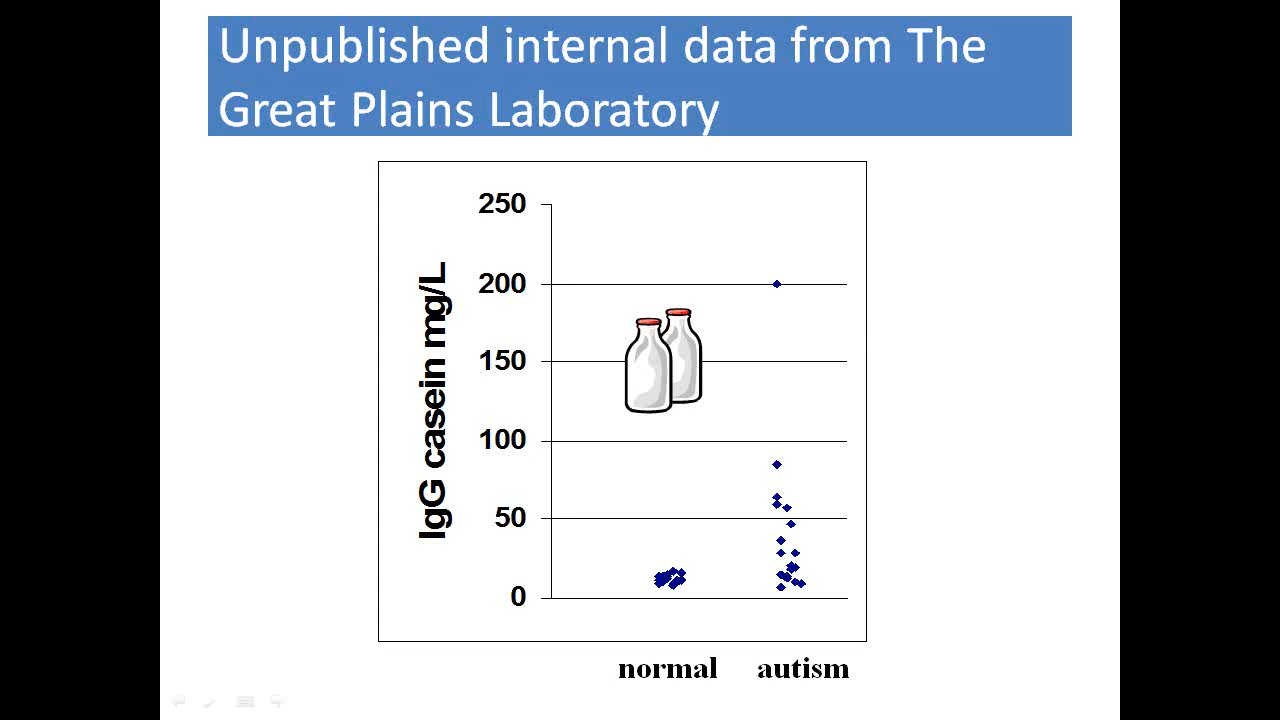 Unpublished internal data from The
Great Plains Laboratory
250
200
150
100
50
0
IgG casein mg/L
normal autism